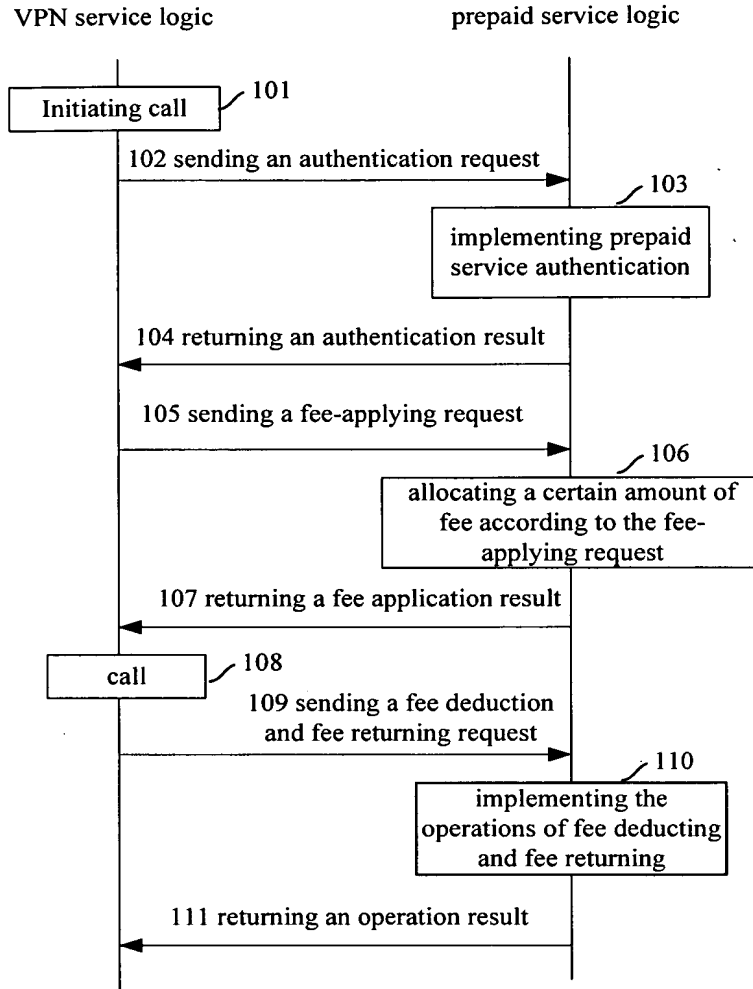 VPN service logic
prepaid service logic
101
Initiating call
102 sending an authentication request
103
implementing prepaid
service authentication
104 returning an authentication result
105 sending a fee-applying request
106
allocating a certain amount of
fee according to the fee-
applying request
107 returning a fee application result
108
call
109 sending a fee deduction
and fee returning request
110
implementing the
operations of fee deducting
and fee returning
111 returning an operation result